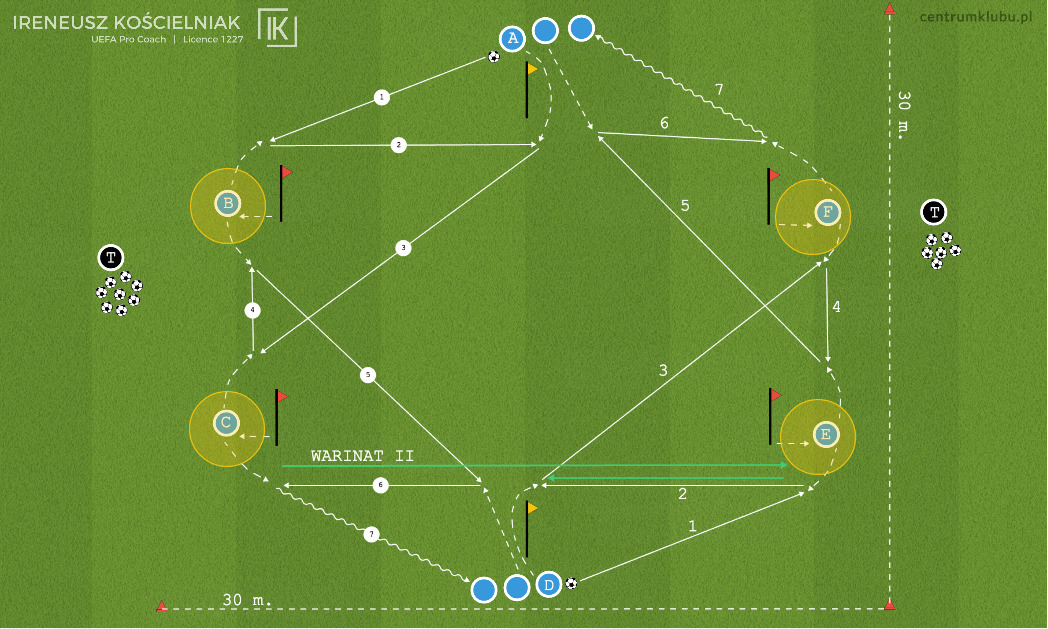 IRENEUSZ KOŚCIELNIAK
UEFA Pro Coach | Licence 1227
IK
centrumklubu.pl
A
1
2
7
6
30 m.
B
F
T
T
5
3
4
4
5
3
C
E
WARINAT II
6
2
1
7
D
30 m.